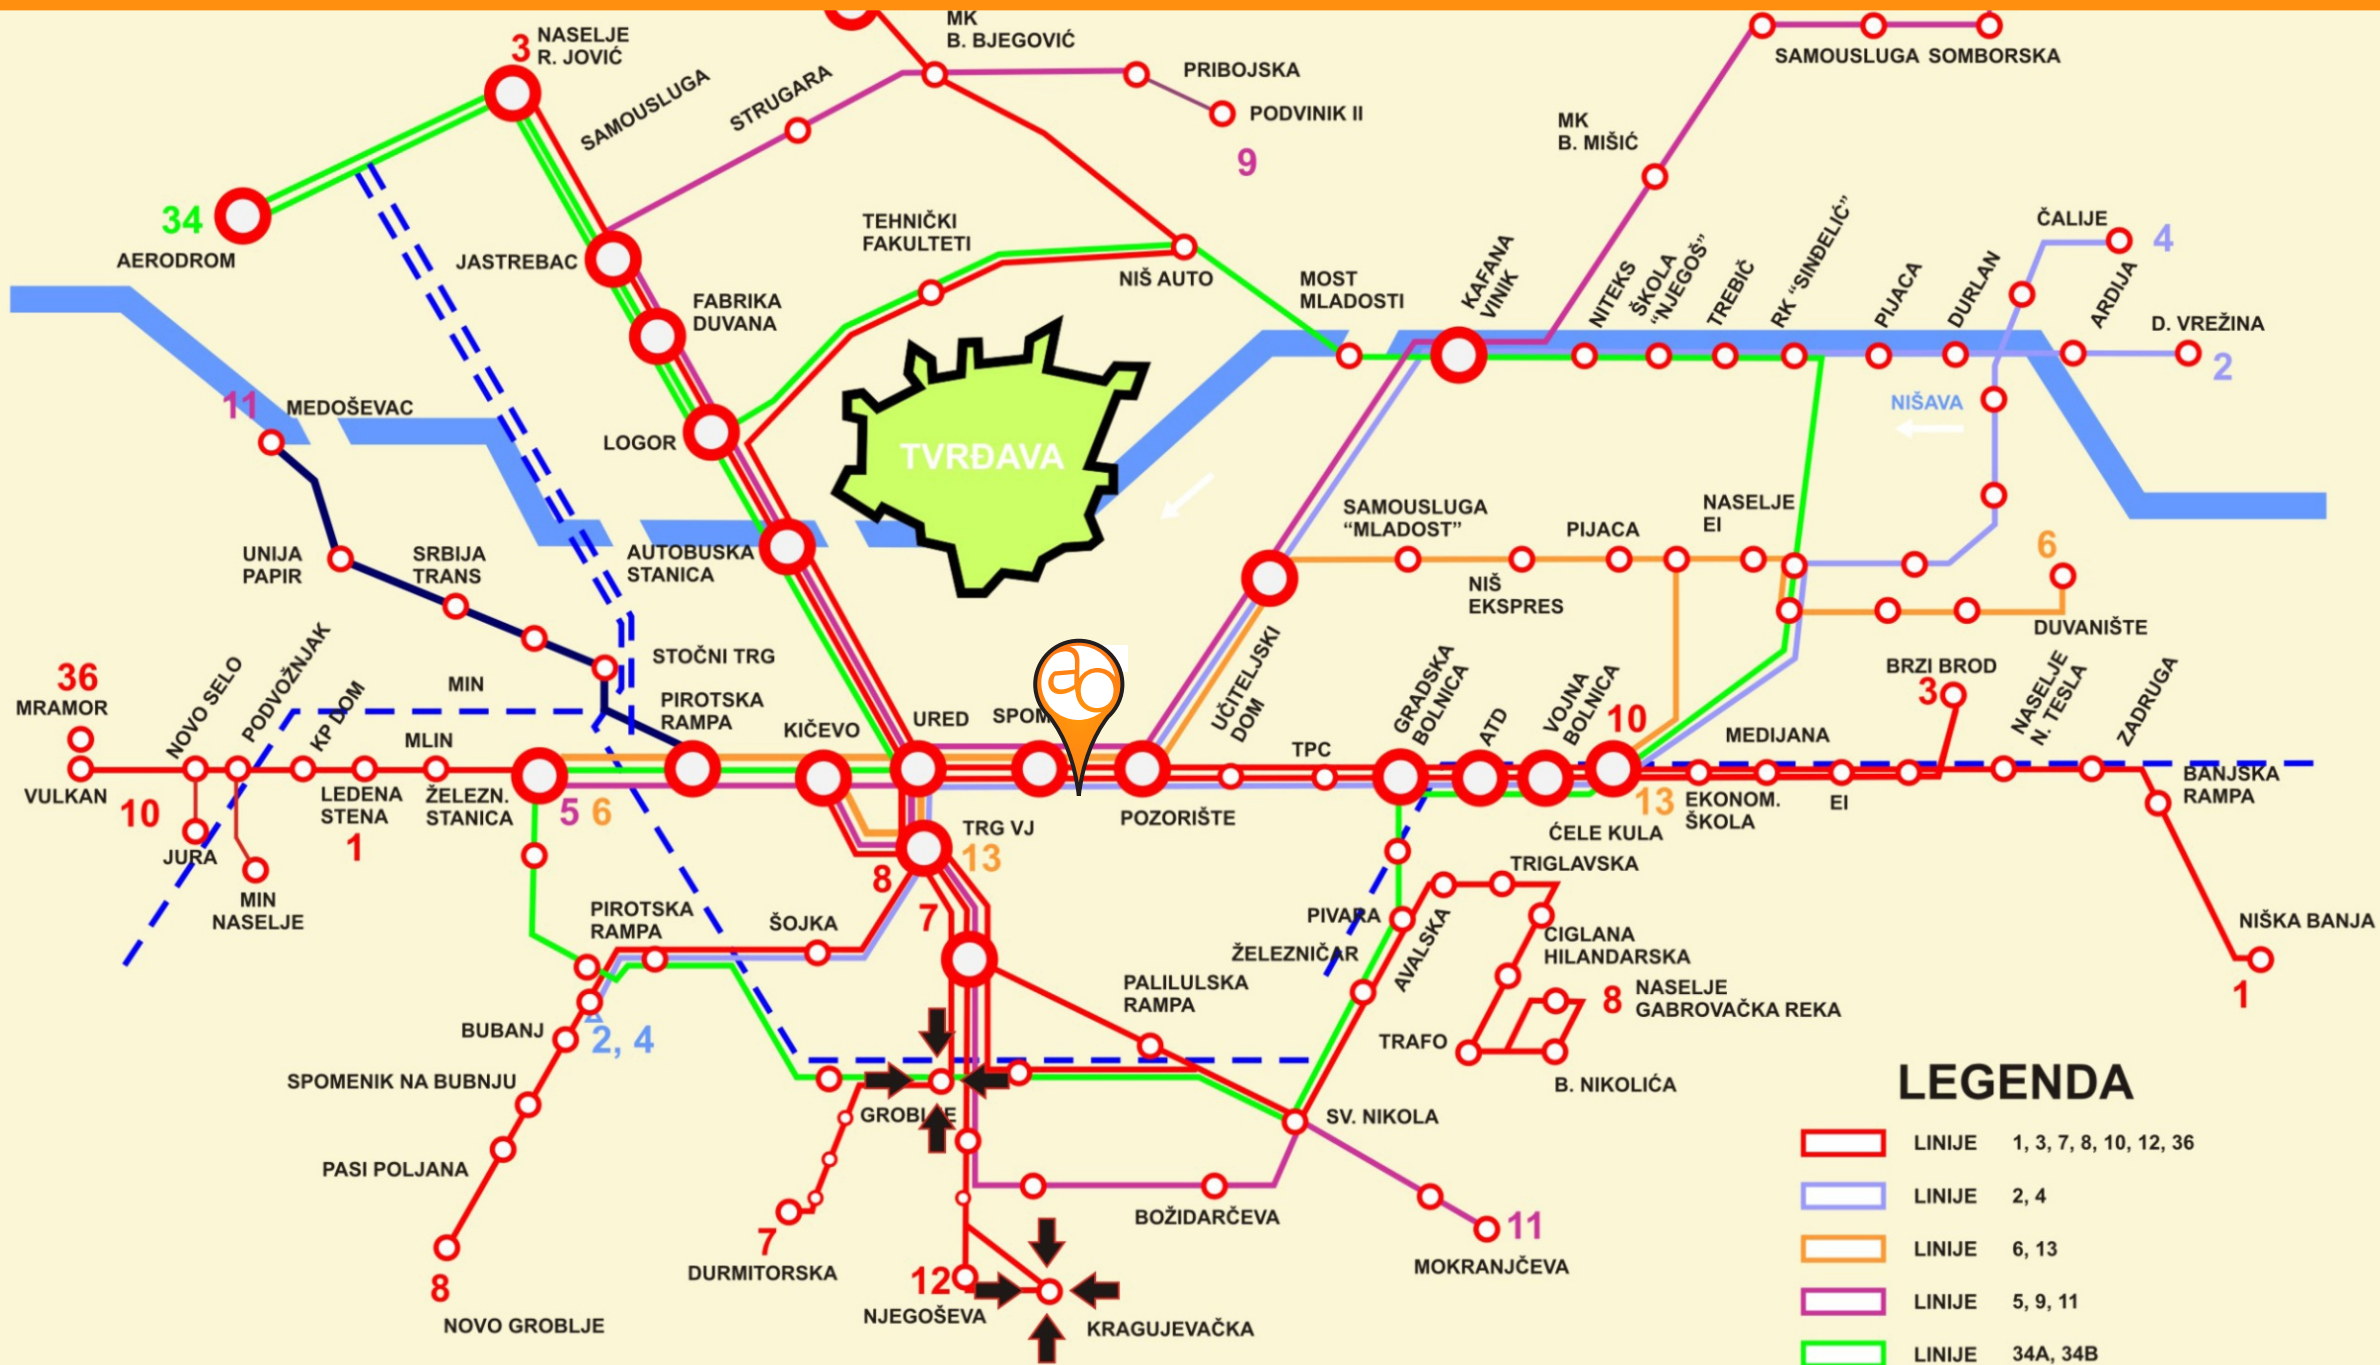 3
NASELJE
R. JOVIĆ
SAMOUSLUGA
STRUGARA
MK
B. BJEGOVIĆ
PRIBOJSKA
PODVINIK II
9
SAMOUSLUGA
SOMBORSKA
MK
B. MIŠIĆ
34
AERODROM
JASTREBAC
TEHNIČKI
FAKULTETI
NIŠ AUTO
MOST
MLADOSTI
KAFANA
VINIK
NITEKS
ŠKOLA
“NJEGOŠ”
TREBIČ
RK “SINĐELIĆ”
PIJACA
DURLAN
ČALIJE
4
ARDIJA
D. VREŽINA
2
FABRIKA
DUVANA
11
MEDOŠEVAC
LOGOR
TVRĐAVA
NIŠAVA
UNIJA
PAPIR
SRBIJA
TRANS
AUTOBUSKA
STANICA
SAMOUSLUGA
“MLADOST”
NIŠ
EKSPRES
PIJACA
NASELJE
EI
6
DUVANIŠTE
STOČNI TRG
36
MRAMOR
NOVO SELO
PODVOŽNJAK
KP DOM
MIN
MLIN
PIROTSKA
RAMPA
KIČEVO
URED
SPOM
UČITELJSKI
DOM
TPC
GRADSKA
BOLNICA
ATD
VOJNA
BOLNICA
10
MEDIJANA
BRZI BROD
3
NASELJE
N. TESLA
ZADRUGA
BANJSKA
RAMPA
VULKAN
10
JURA
MIN
NASELJE
LEDENA
STENA
1
ŽELEZN.
STANICA
5
6
TRG VJ
13
8
7
POZORIŠTE
13
EKONOM.
ŠKOLA
EI
ĆELE KULA
TRIGLAVSKA
NIŠKA BANJA
1
PIROTSKA
RAMPA
ŠOJKA
PIVARA
ŽELEZNIČAR
AVALSKA
CIGLANA
HILANDARSKA
8
NASELJE
GABROVAČKA REKA
TRAFO
B. NIKOLIĆA
PALILULSKA
RAMPA
BUBANJ
2, 4
SPOMENIK NA BUBNJU
PASI POLJANA
8
NOVO GROBLJE
GROBLJE
7
DURMITORSKA
12
NJEGOŠEVA
KRAGUJEVAČKA
SV. NIKOLA
BOŽIDARČEVA
11
MOKRANJČEVA
LEGENDA
LINIJE 1, 3, 7, 8, 10, 12, 36
LINIJE 2, 4
LINIJE 6, 13
LINIJE 5, 9, 11
LINIJE 34A, 34B